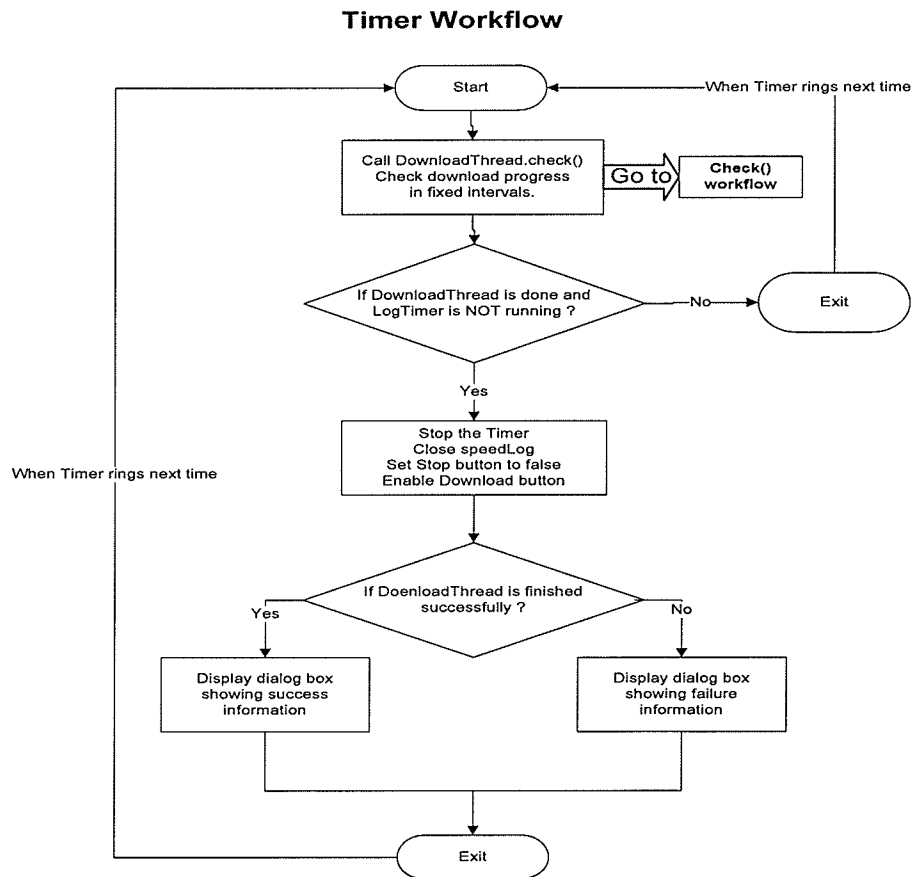 Timer Workflow
Start
When Timer rings next time
Call DownloadThread.check()
Check download progress
in fixed intervals.
Go to
Check()
workflow
If DownloadThread is done and
LogTimer is NOT running ?
No
Exit
Yes
Stop the Timer
Close speedLog
Set Stop button to false
Enable Download button
When Timer rings next time
If DoenloadThread is finished
successfully ?
Yes
No
Display dialog box
showing success
information
Display dialog box
showing failure
information
Exit